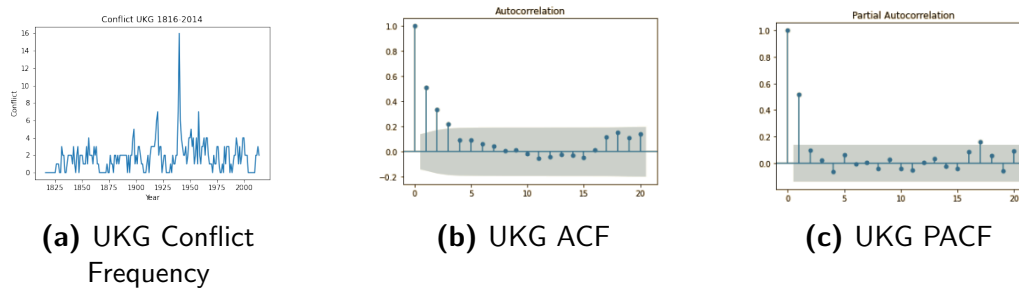 Conflict UKG 1816-2014
16
14
12
10
8
6
4
2
0
Conflict
1825 1850 1875 1900 1925 1950 1975 2000
Year
(a) UKG Conflict
Frequency
Autocorrelation
1.0
0.8
0.6
0.4
0.2
0.0
−0.2
0 5 10 15 20
(b) UKG ACF
Partial Autocorrelation
1.0
0.8
0.6
0.4
0.2
0.0
0 5 10 15 20
(c) UKG PACF